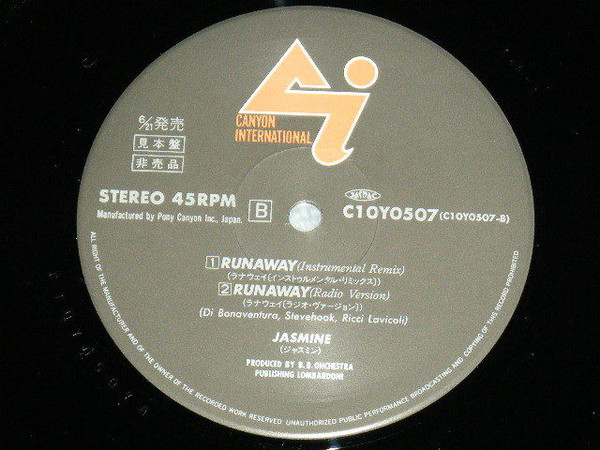 CANYON
INTERNATIONAL
6/21発売
見本盤
非売品
STEREO 45RPM
Manufactured by Pony Canyon Inc., Japan.
B
C10Y0507 (C10Y0507-B)
1 RUNAWAY (Instrumental Remix)
(ラナウェイ(インストゥルメンタル・リミックス))
2 RUNAWAY (Radio Version)
(ラナウェイ(ラジオ・ヴァージョン))
(Di Bonaventura, Stevehook, Ricci Lavicoli)
JASMINE
(ジャスミン)
PRODUCED BY B.B. ORCHESTRA
PUBLISHING LOMBARDONI
ALL RIGHT OF THE MANUFACTURER AND OF THE OWNER OF THE RECORDED WORK RESERVED UNAUTHORIZED PUBLIC PERFORMANCE BROADCASTING AND COPYING OF THIS RECORD PROHIBITED